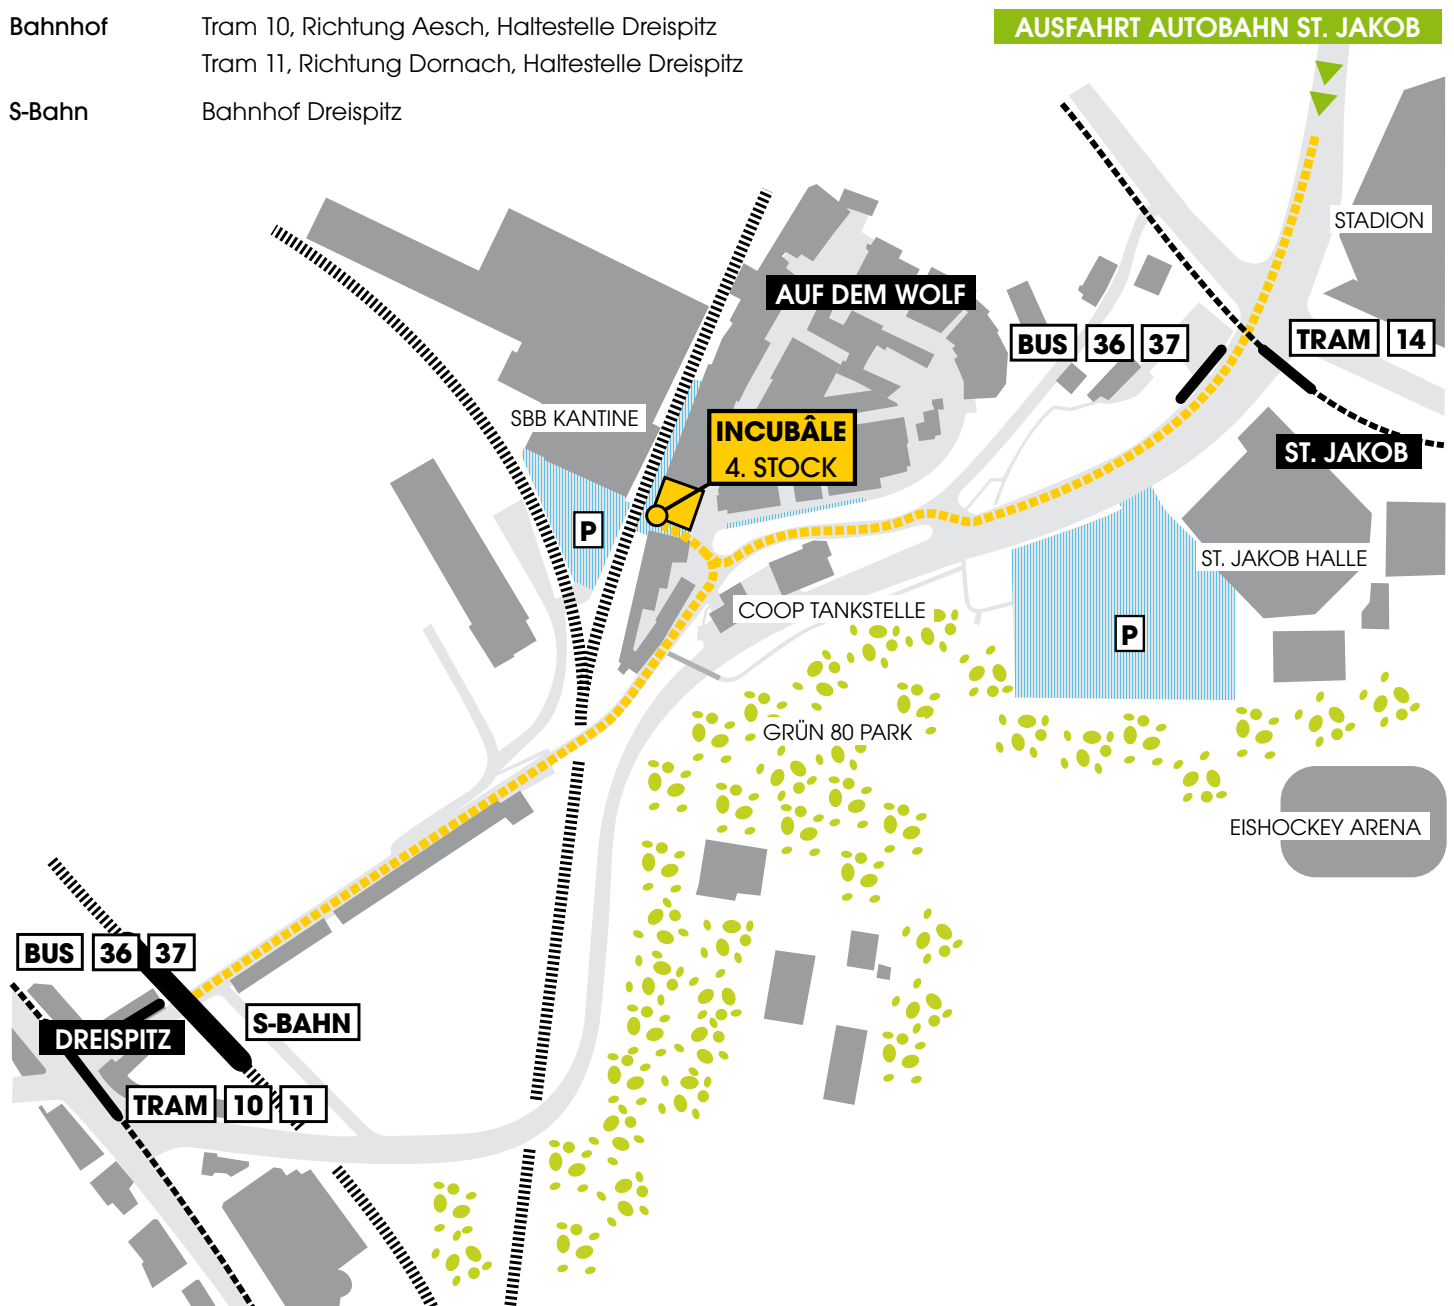 Bahnhof Tram 10, Richtung Aesch, Haltestelle Dreispitz
Tram 11, Richtung Dornach, Haltestelle Dreispitz
S-Bahn Bahnhof Dreispitz
AUSFAHRT AUTOBAHN ST. JAKOB
STADION
AUF DEM WOLF
BUS 36 37
TRAM 14
SBB KANTINE
INCUBÂLE
4. STOCK
ST. JAKOB
P
ST. JAKOB HALLE
COOP TANKSTELLE
P
GRÜN 80 PARK
EISHOCKEY ARENA
BUS 36 37
S-BAHN
DREISPITZ
TRAM 10 11